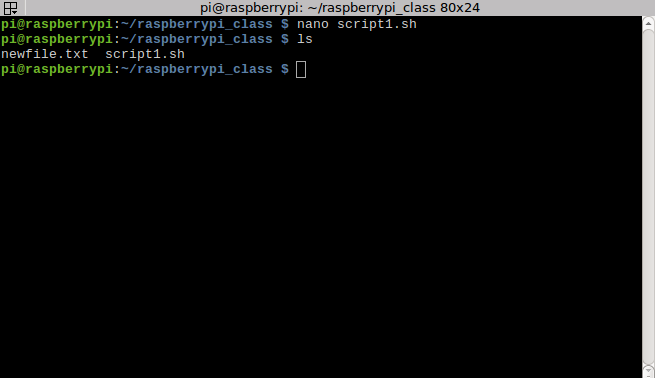 pi@raspberrypi: ~/raspberrypi_class 80x24
pi@raspberrypi:~/raspberrypi_class $ nano script1.sh
pi@raspberrypi:~/raspberrypi_class $ ls
newfile.txt  script1.sh
pi@raspberrypi:~/raspberrypi_class $